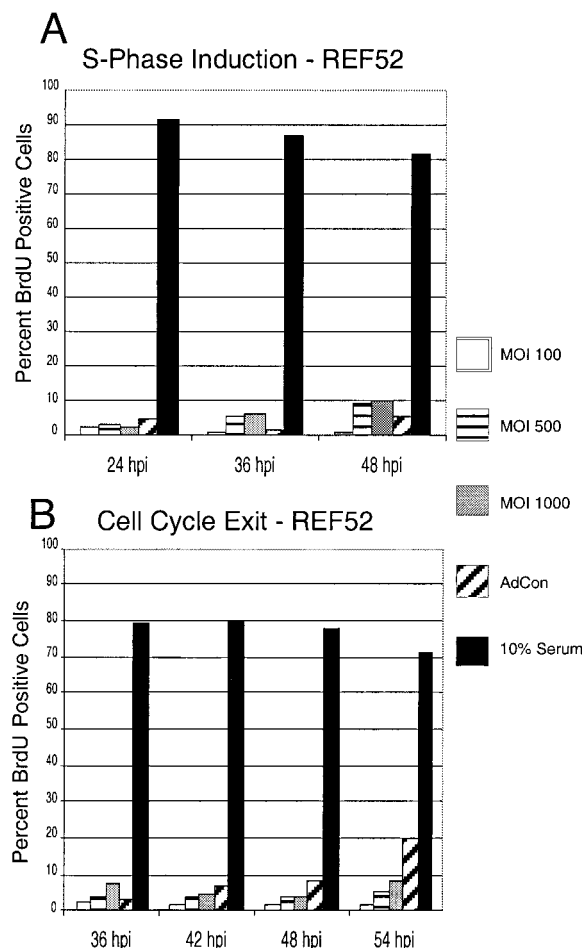 A
S-Phase Induction - REF52
Percent BrdU Positive Cells
100
90
80
70
60
50
40
30
20
10
0
24 hpi 36 hpi 48 hpi
MOI 100
MOI 500
MOI 1000
AdCon
10% Serum
B
Cell Cycle Exit - REF52
Percent BrdU Positive Cells
100
90
80
70
60
50
40
30
20
10
0
36 hpi 42 hpi 48 hpi 54 hpi